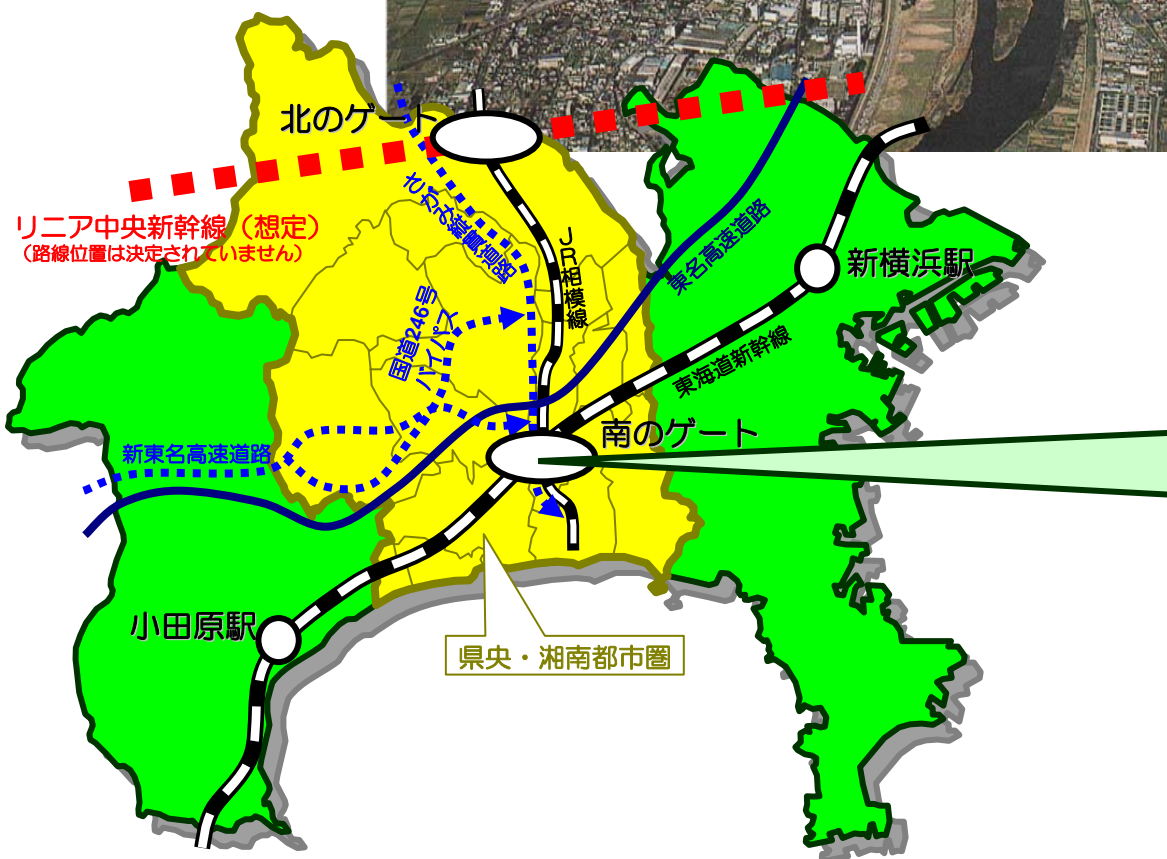 北のゲート
リニア中央新幹線（想定）
（路線位置は決定されていません）
さがみ縦貫道路
JR相模線
東名高速道路
新横浜駅
国道246号
バイパス
東海道新幹線
南のゲート
新東名高速道路
小田原駅
県央・湘南都市圏